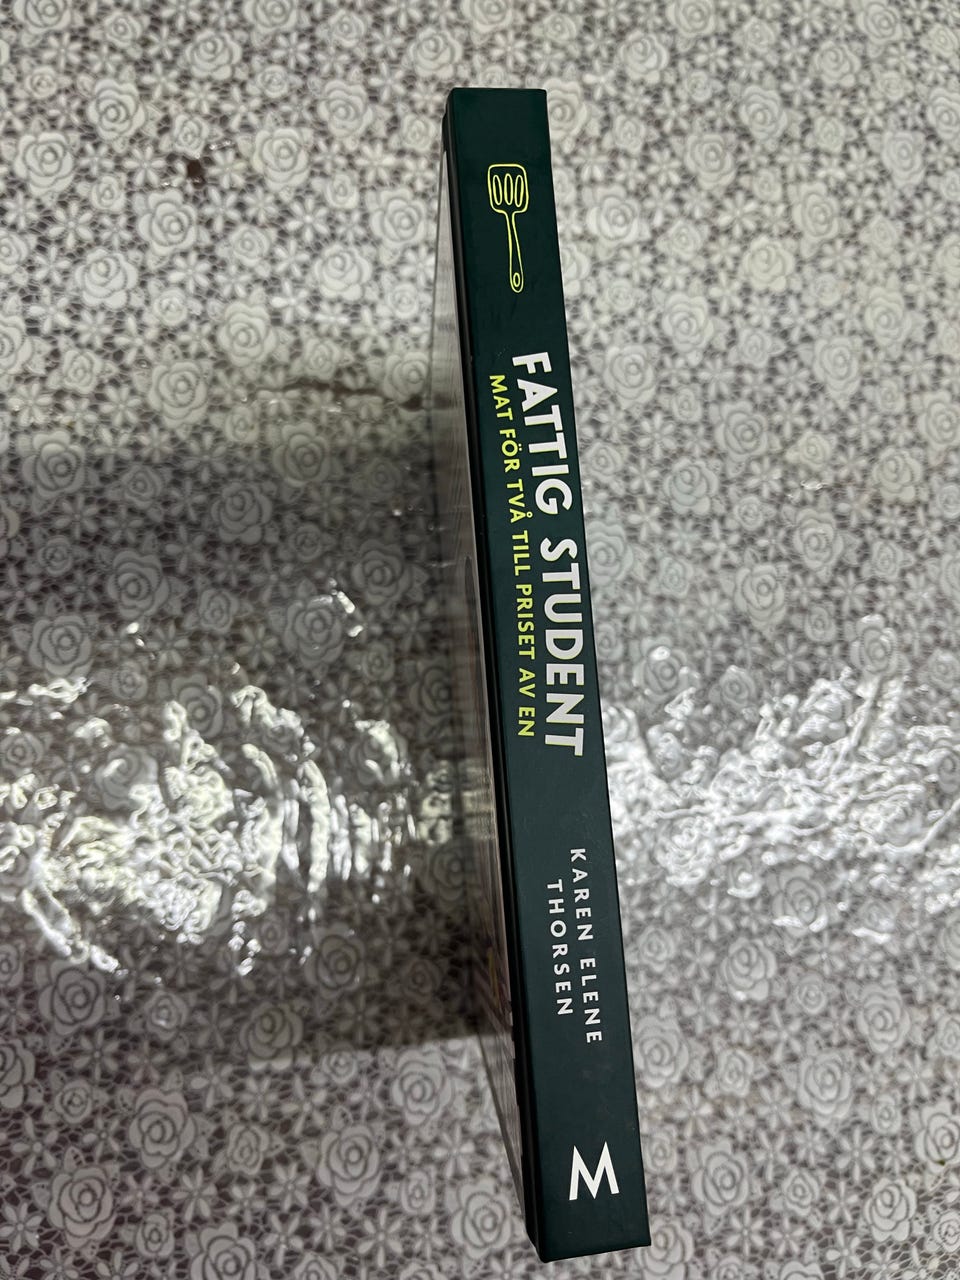 FATTIG STUDENT
MAT FÖR TVÅ TILL PRISET AV EN
KAREN ELENE
THORSEN
M